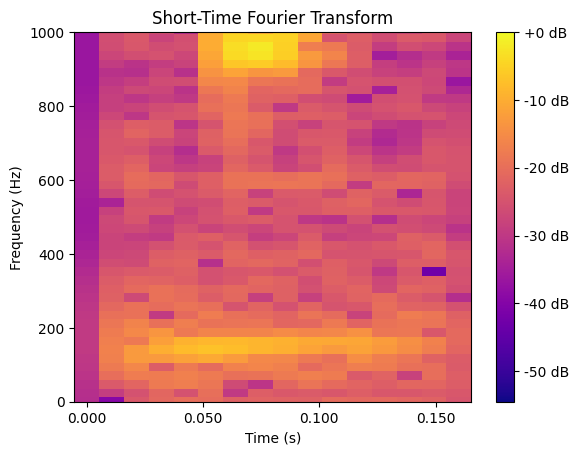 Short-Time Fourier Transform
1000
800
600
400
200
0
Frequency (Hz)
0.000
0.050
0.100
0.150
Time (s)
+0 dB
-10 dB
-20 dB
-30 dB
-40 dB
-50 dB